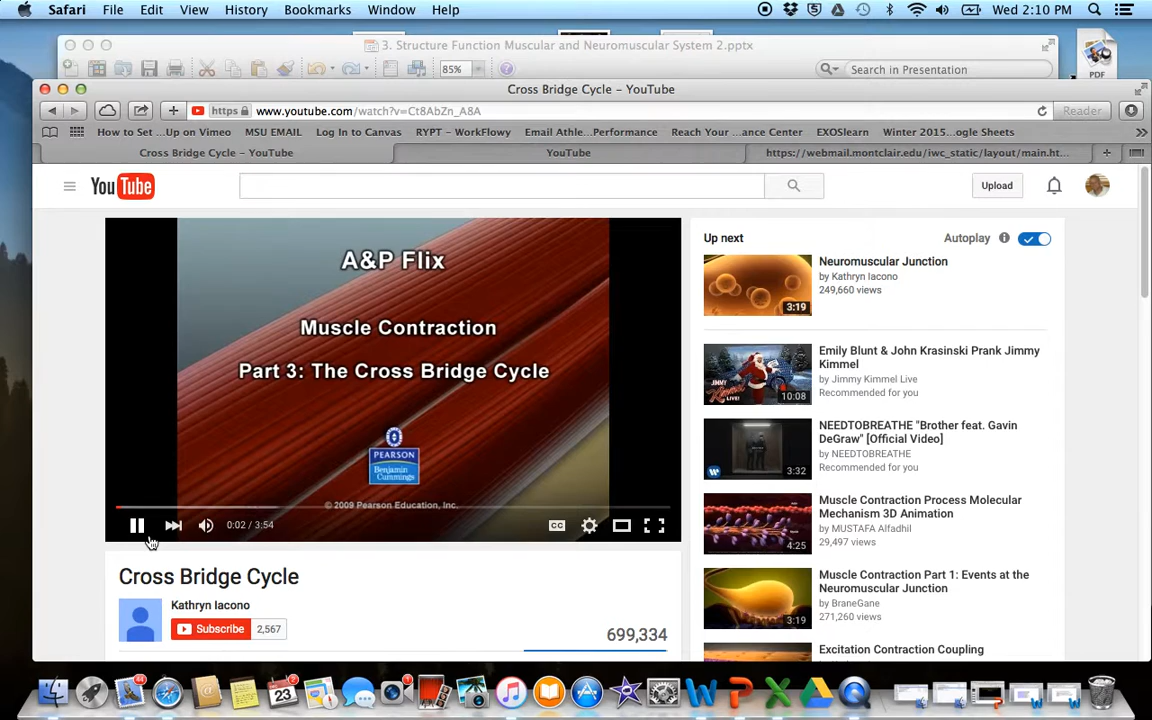 Safari File Edit View History Bookmarks Window Help Wed 2:10 PM
3. Structure Function Muscular and Neuromuscular System 2.pptx
85% Search in Presentation
PDF
Cross Bridge Cycle – YouTube
https www.youtube.com/watch?v=Ct8AbZn_A8A Reader
How to Set ...Up on Vimeo MSU EMAIL Log In to Canvas RYPT - WorkFlowy Email Athle...Performance Reach Your ...ance Center EXOSlearn Winter 2015...ogle Sheets
Cross Bridge Cycle – YouTube YouTube https://webmail.montclair.edu/iwc_static/layout/main.ht...
YouTube Upload
A&P Flix
Muscle Contraction
Part 3: The Cross Bridge Cycle
PEARSON
Benjamin
Cummings
© 2009 Pearson Education, Inc.
0:02 / 3:54 CC
Cross Bridge Cycle
Kathryn Iacono
Subscribe 2,567
699,334
Up next Autoplay
Neuromuscular Junction
by Kathryn Iacono
249,660 views
3:19
Emily Blunt & John Krasinski Prank Jimmy
Kimmel
by Jimmy Kimmel Live
Recommended for you
LIVE!
10:08
NEEDTOBREATHE "Brother feat. Gavin
DeGraw" [Official Video]
by NEEDTOBREATHE
Recommended for you
3:32
Muscle Contraction Process Molecular
Mechanism 3D Animation
by MUSTAFA Alfadhil
29,497 views
4:25
Muscle Contraction Part 1: Events at the
Neuromuscular Junction
by BraneGane
271,260 views
3:19
Excitation Contraction Coupling
44 23 2 1